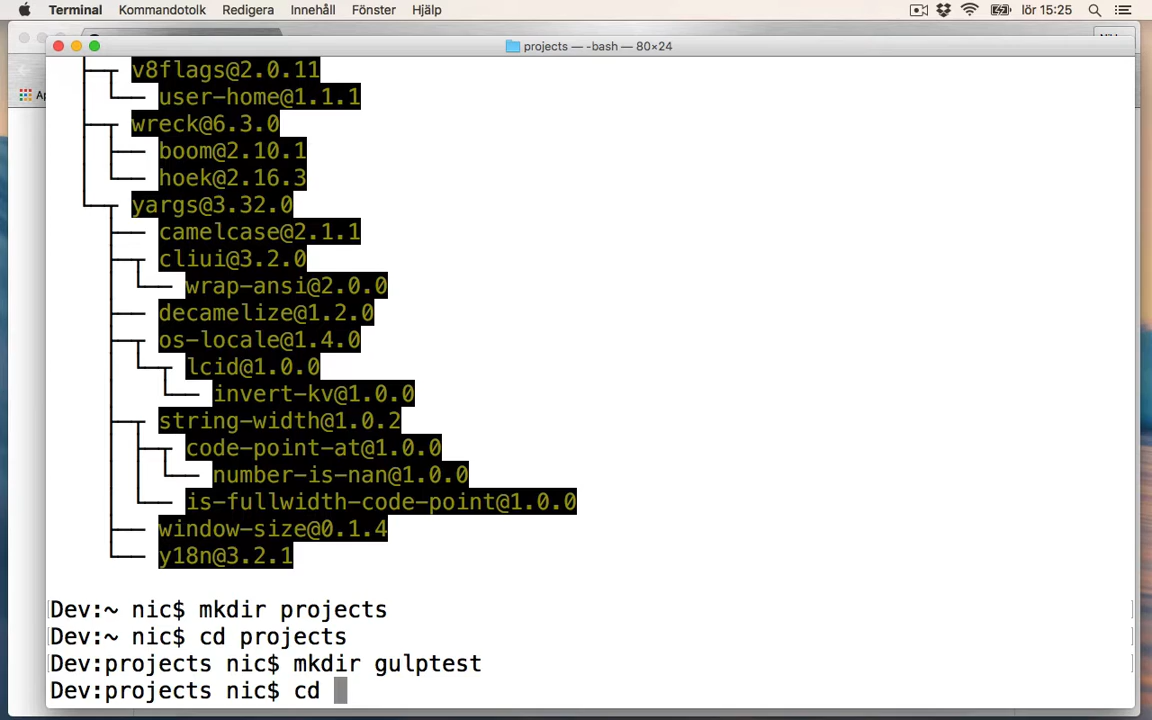 Terminal Kommandotolk Redigera Innehåll Fönster Hjälp lör 15:25
projects — -bash — 80×24
v8flags@2.0.11
user-home@1.1.1
wreck@6.3.0
boom@2.10.1
hoek@2.16.3
yargs@3.32.0
camelcase@2.1.1
cliui@3.2.0
wrap-ansi@2.0.0
decamelize@1.2.0
os-locale@1.4.0
lcid@1.0.0
invert-kv@1.0.0
string-width@1.0.2
code-point-at@1.0.0
number-is-nan@1.0.0
is-fullwidth-code-point@1.0.0
window-size@0.1.4
y18n@3.2.1
Dev:~ nic$ mkdir projects
Dev:~ nic$ cd projects
Dev:projects nic$ mkdir gulptest
Dev:projects nic$ cd